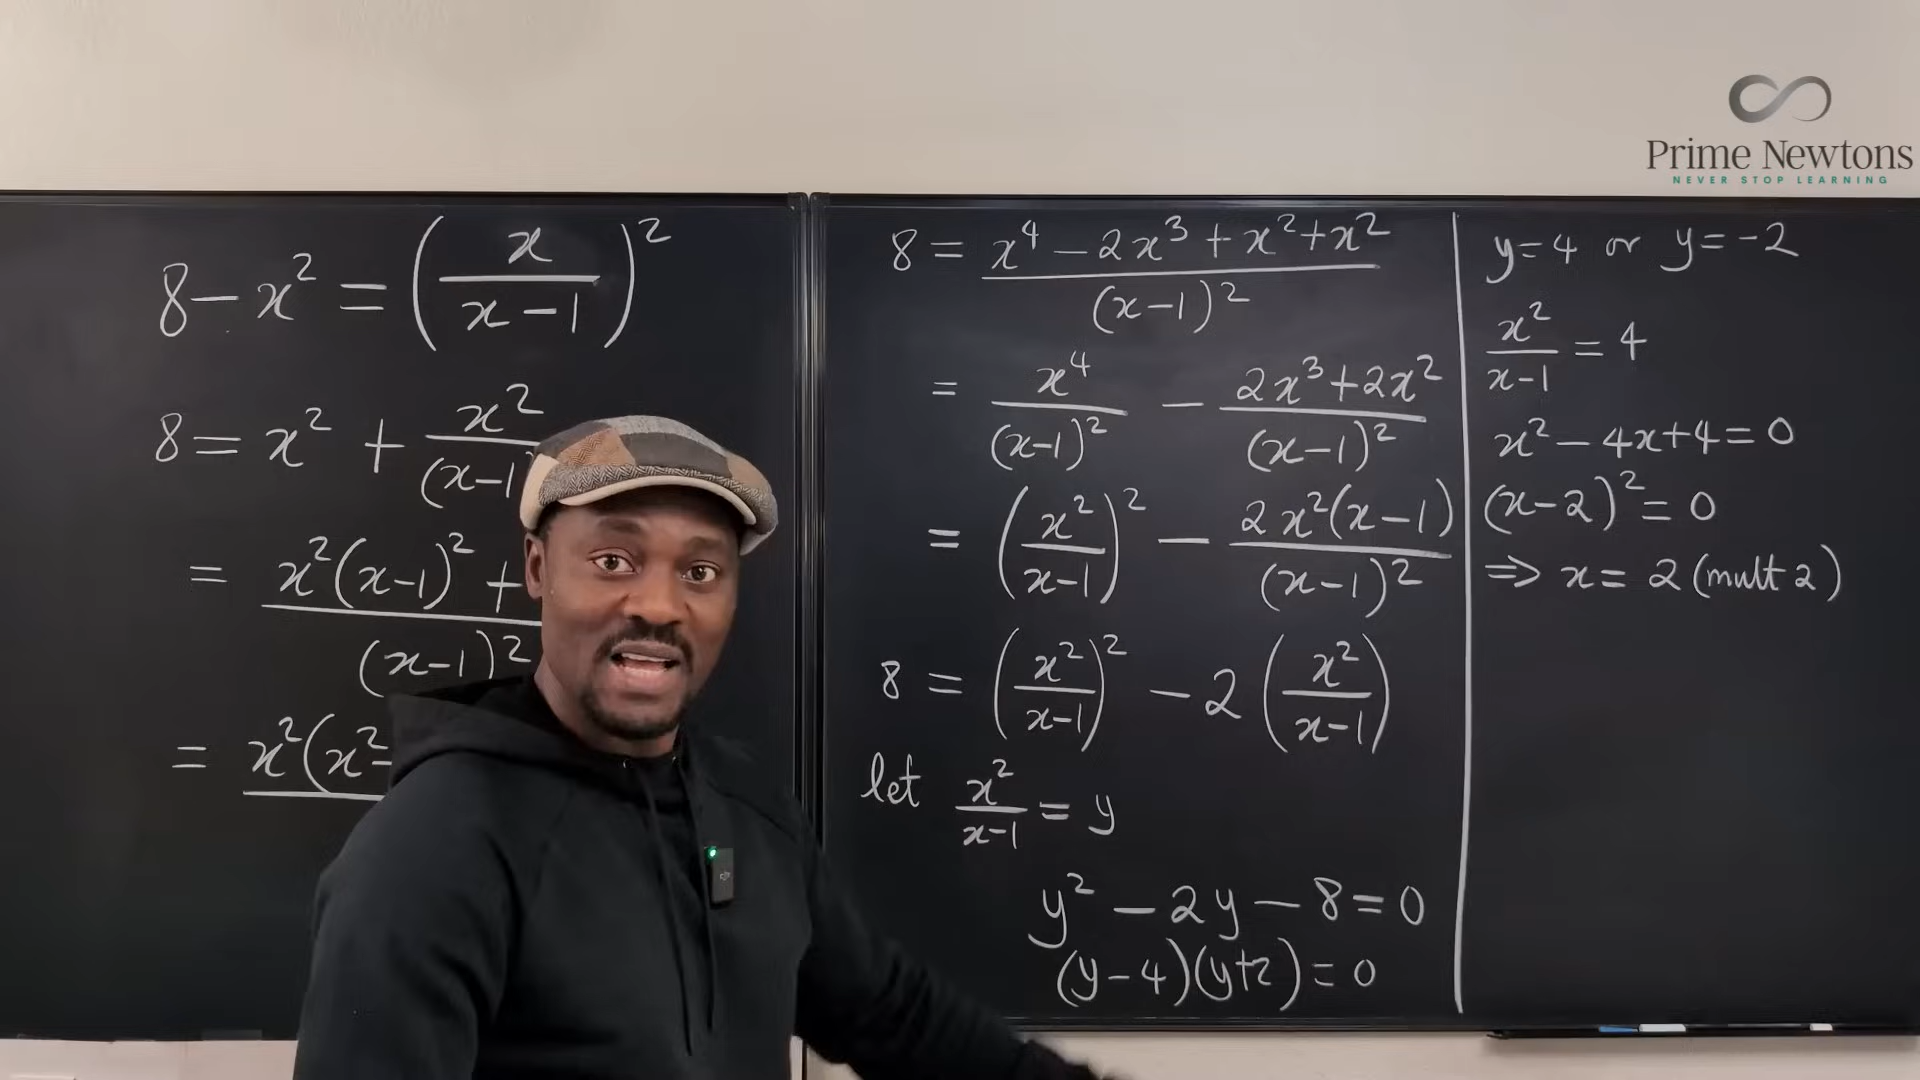 Prime Newtons
NEVER STOP LEARNING
8 − x² = (x/(x−1))²
8 = x² + x²/(x−1
= x²(x−1)² +
(x−1)²
= x²(x²−
8 = (x⁴ − 2x³ + x² + x²)/(x−1)²
= x⁴/(x−1)² − (2x³+2x²)/(x−1)²
= (x²/(x−1))² − 2x²(x−1)/(x−1)²
8 = (x²/(x−1))² − 2(x²/(x−1))
let x²/(x−1) = y
y² − 2y − 8 = 0
(y−4)(y+2) = 0
y=4 or y=−2
x²/(x−1) = 4
x² − 4x + 4 = 0
(x−2)² = 0
⇒ x = 2 (mult 2)